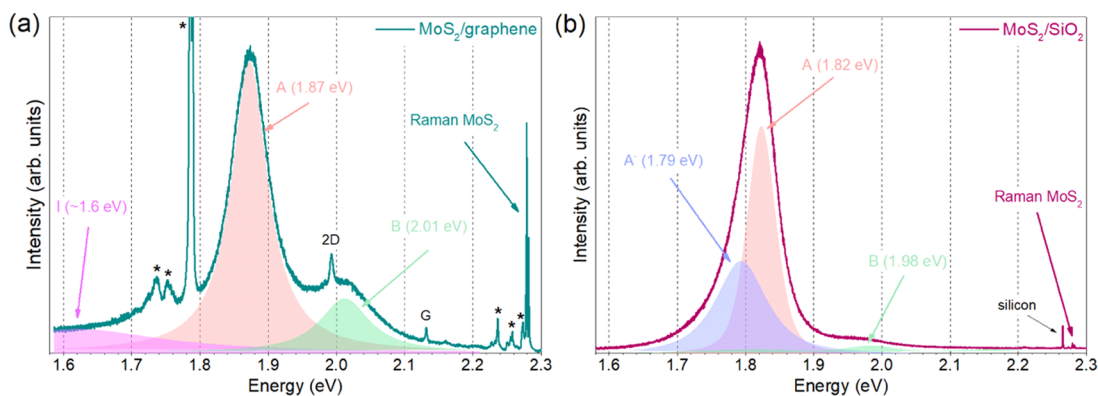 (a)
MoS₂/graphene
*
A (1.87 eV)
Raman MoS₂
I (~1.6 eV)
B (2.01 eV)
2D
* *
G
* * *
Intensity (arb. units)
1.6 1.7 1.8 1.9 2.0 2.1 2.2 2.3
Energy (eV)
(b)
MoS₂/SiO₂
A (1.82 eV)
A⁻ (1.79 eV)
Raman MoS₂
B (1.98 eV)
silicon
Intensity (arb. units)
1.6 1.7 1.8 1.9 2.0 2.1 2.2 2.3
Energy (eV)